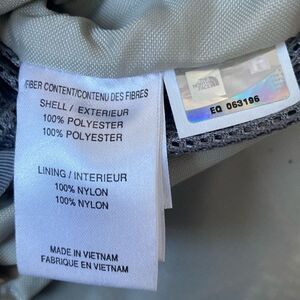 FIBER CONTENT/CONTENU DES FIBRES
SHELL / EXTERIEUR
100% POLYESTER
100% POLYESTER
LINING / INTERIEUR
100% NYLON
100% NYLON
MADE IN VIETNAM
FABRIQUE EN VIETNAM
THE
NORTH
FACE
EQ 063196